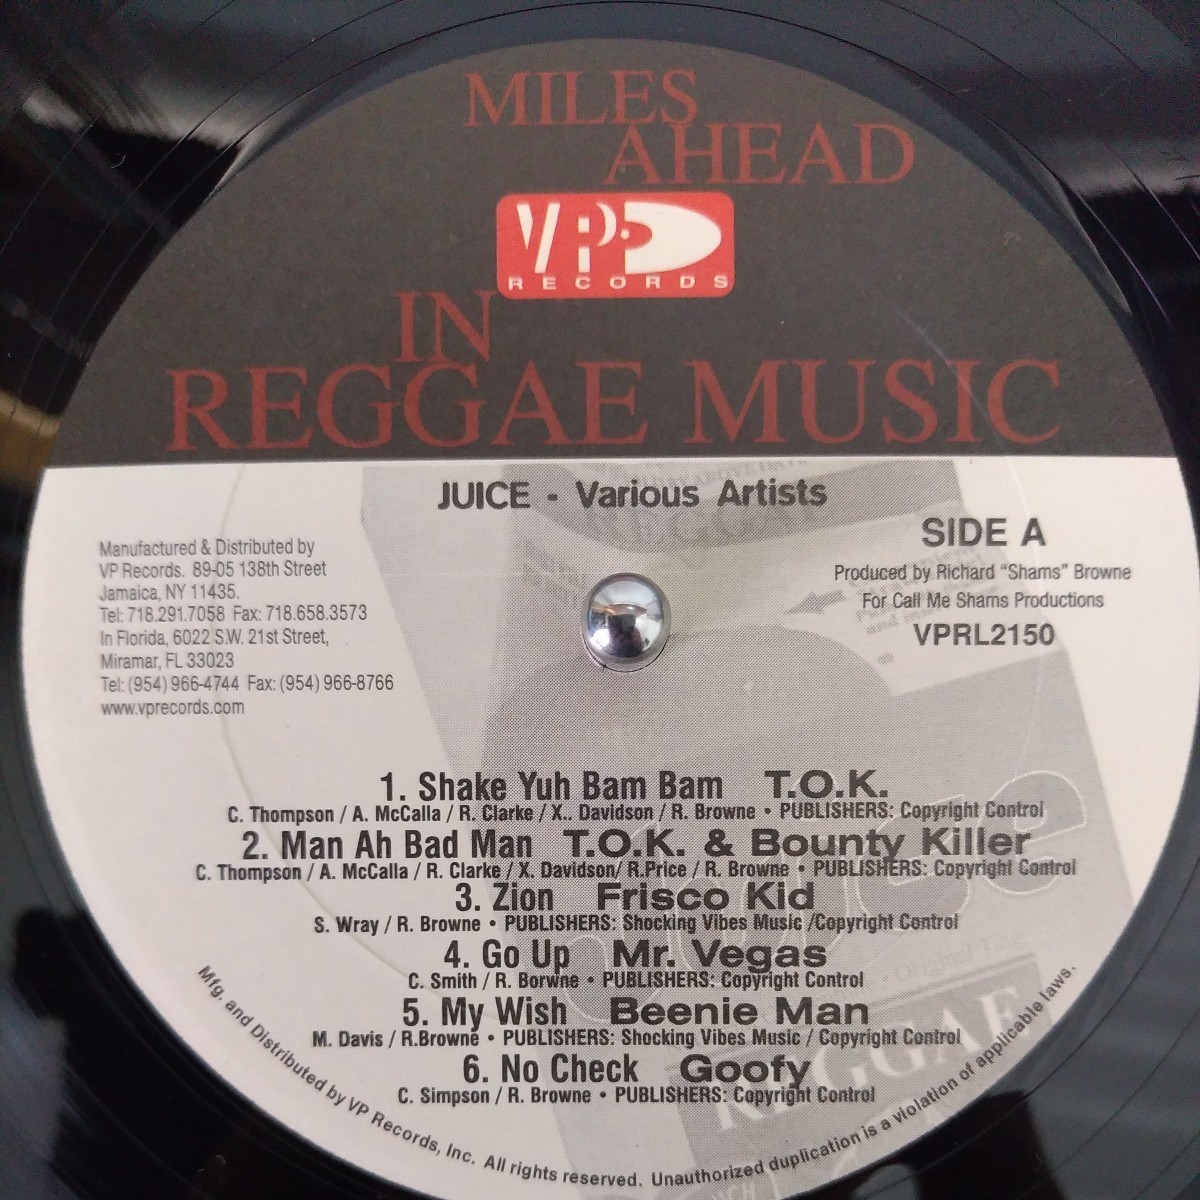 MILES
AHEAD
VP
RECORDS
IN
REGGAE MUSIC
JUICE - Various Artists
SIDE A
Manufactured & Distributed by
VP Records. 89-05 138th Street
Jamaica, NY 11435.
Tel: 718.291.7058 Fax: 718.658.3573
In Florida, 6022 S.W. 21st Street,
Miramar, FL 33023
Tel: (954) 966-4744 Fax: (954) 966-8766
www.vprecords.com
Produced by Richard "Shams" Browne
For Call Me Shams Productions
VPRL2150
1. Shake Yuh Bam Bam T.O.K.
C. Thompson / A. McCalla / R. Clarke / X.. Davidson / R. Browne • PUBLISHERS: Copyright Control
2. Man Ah Bad Man T.O.K. & Bounty Killer
C. Thompson / A. McCalla / R. Clarke / X. Davidson/ R.Price / R. Browne • PUBLISHERS: Copyright Control
3. Zion Frisco Kid
S. Wray / R. Browne • PUBLISHERS: Shocking Vibes Music /Copyright Control
4. Go Up Mr. Vegas
C. Smith / R. Borwne • PUBLISHERS: Copyright Control
5. My Wish Beenie Man
M. Davis / R.Browne • PUBLISHERS: Shocking Vibes Music / Copyright Control
6. No Check Goofy
C. Simpson / R. Browne • PUBLISHERS: Copyright Control
Mfg. and Distributed by VP Records, Inc. All rights reserved. Unauthorized duplication is a violation of applicable laws.
Juice
Original
REGGAE